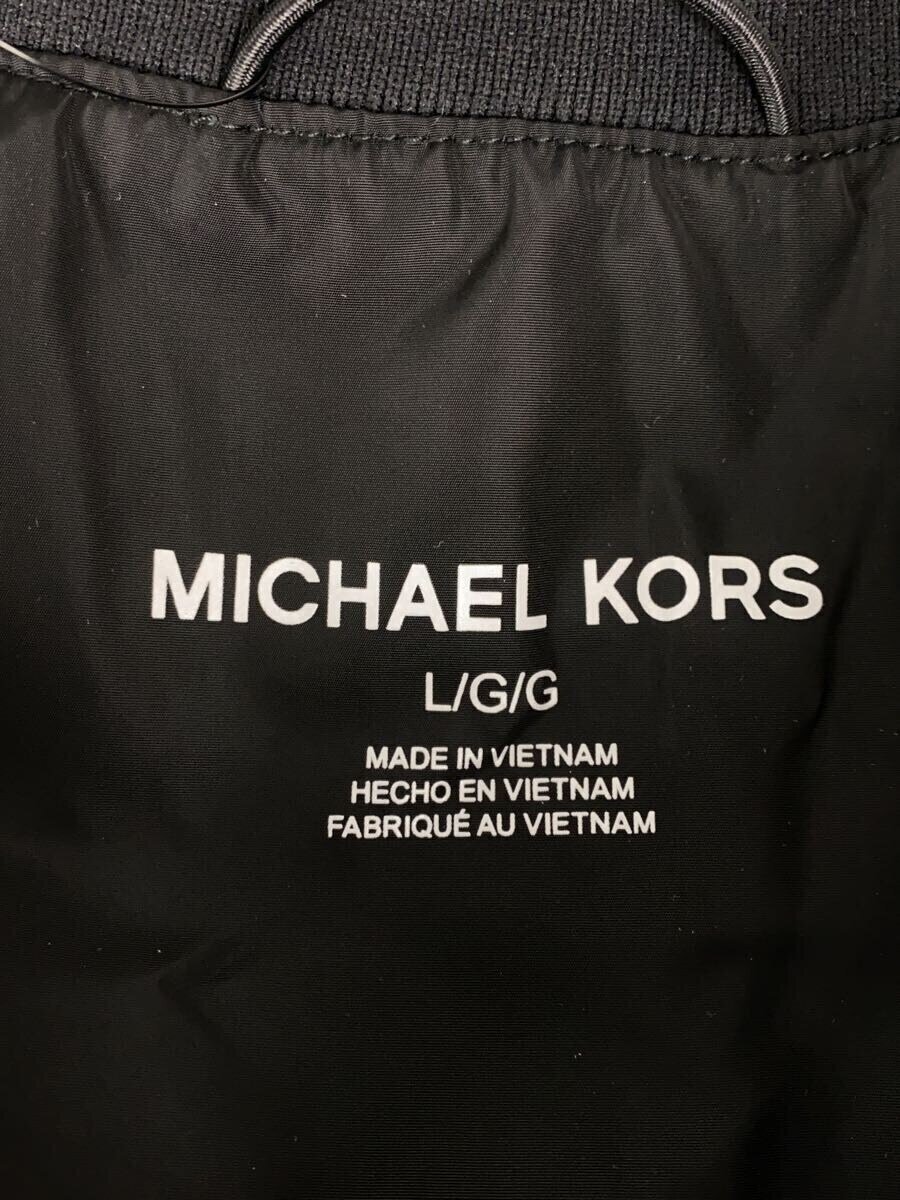 MICHAEL KORS
L/G/G
MADE IN VIETNAM
HECHO EN VIETNAM
FABRIQUÉ AU VIETNAM